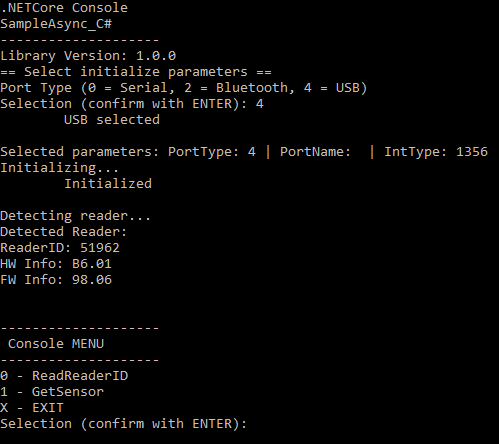 .NETCore Console
SampleAsync_C#
--------------------
Library Version: 1.0.0
== Select initialize parameters ==
Port Type (0 = Serial, 2 = Bluetooth, 4 = USB)
Selection (confirm with ENTER): 4
        USB selected
Selected parameters: PortType: 4 | PortName:  | IntType: 1356
Initializing...
        Initialized
Detecting reader...
Detected Reader:
ReaderID: 51962
HW Info: B6.01
FW Info: 98.06
--------------------
 Console MENU
--------------------
0 - ReadReaderID
1 - GetSensor
X - EXIT
Selection (confirm with ENTER):